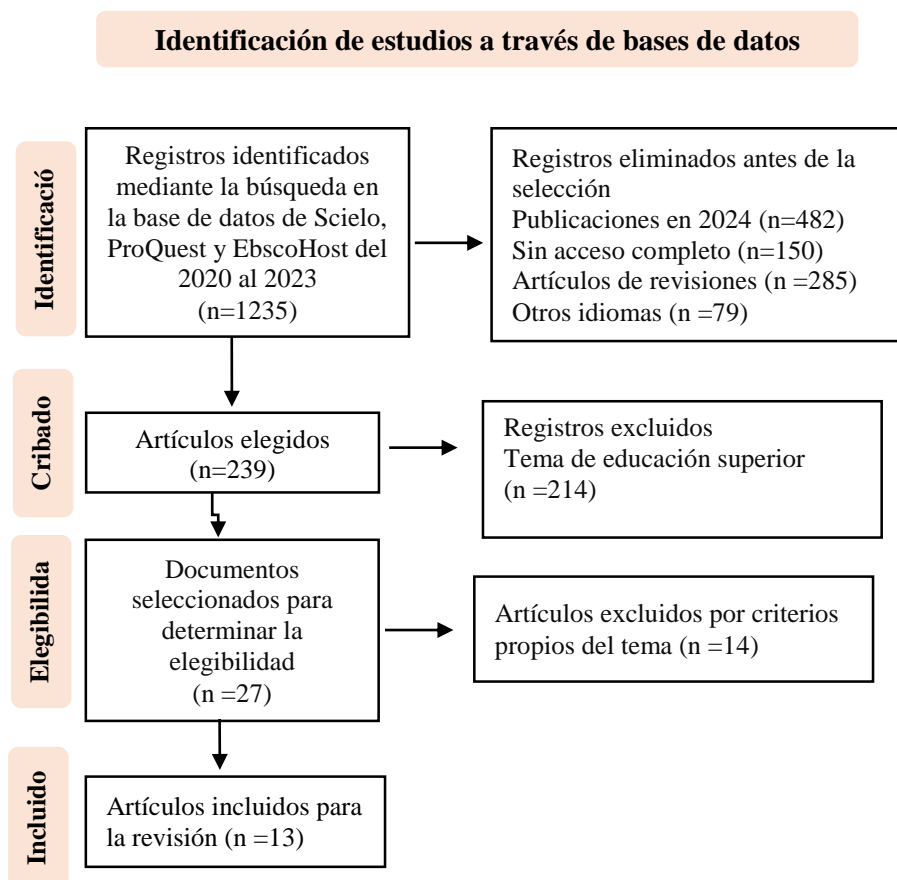 Identificación de estudios a través de bases de datos
Identificació
Registros identificados
mediante la búsqueda en
la base de datos de Scielo,
ProQuest y EbscoHost del
2020 al 2023
(n=1235)
Registros eliminados antes de la
selección
Publicaciones en 2024 (n=482)
Sin acceso completo (n=150)
Artículos de revisiones (n =285)
Otros idiomas (n =79)
Cribado
Artículos elegidos
(n=239)
Registros excluidos
Tema de educación superior
(n =214)
Elegibilida
Documentos
seleccionados para
determinar la
elegibilidad
(n =27)
Artículos excluidos por criterios
propios del tema (n =14)
Incluido
Artículos incluidos para
la revisión (n =13)